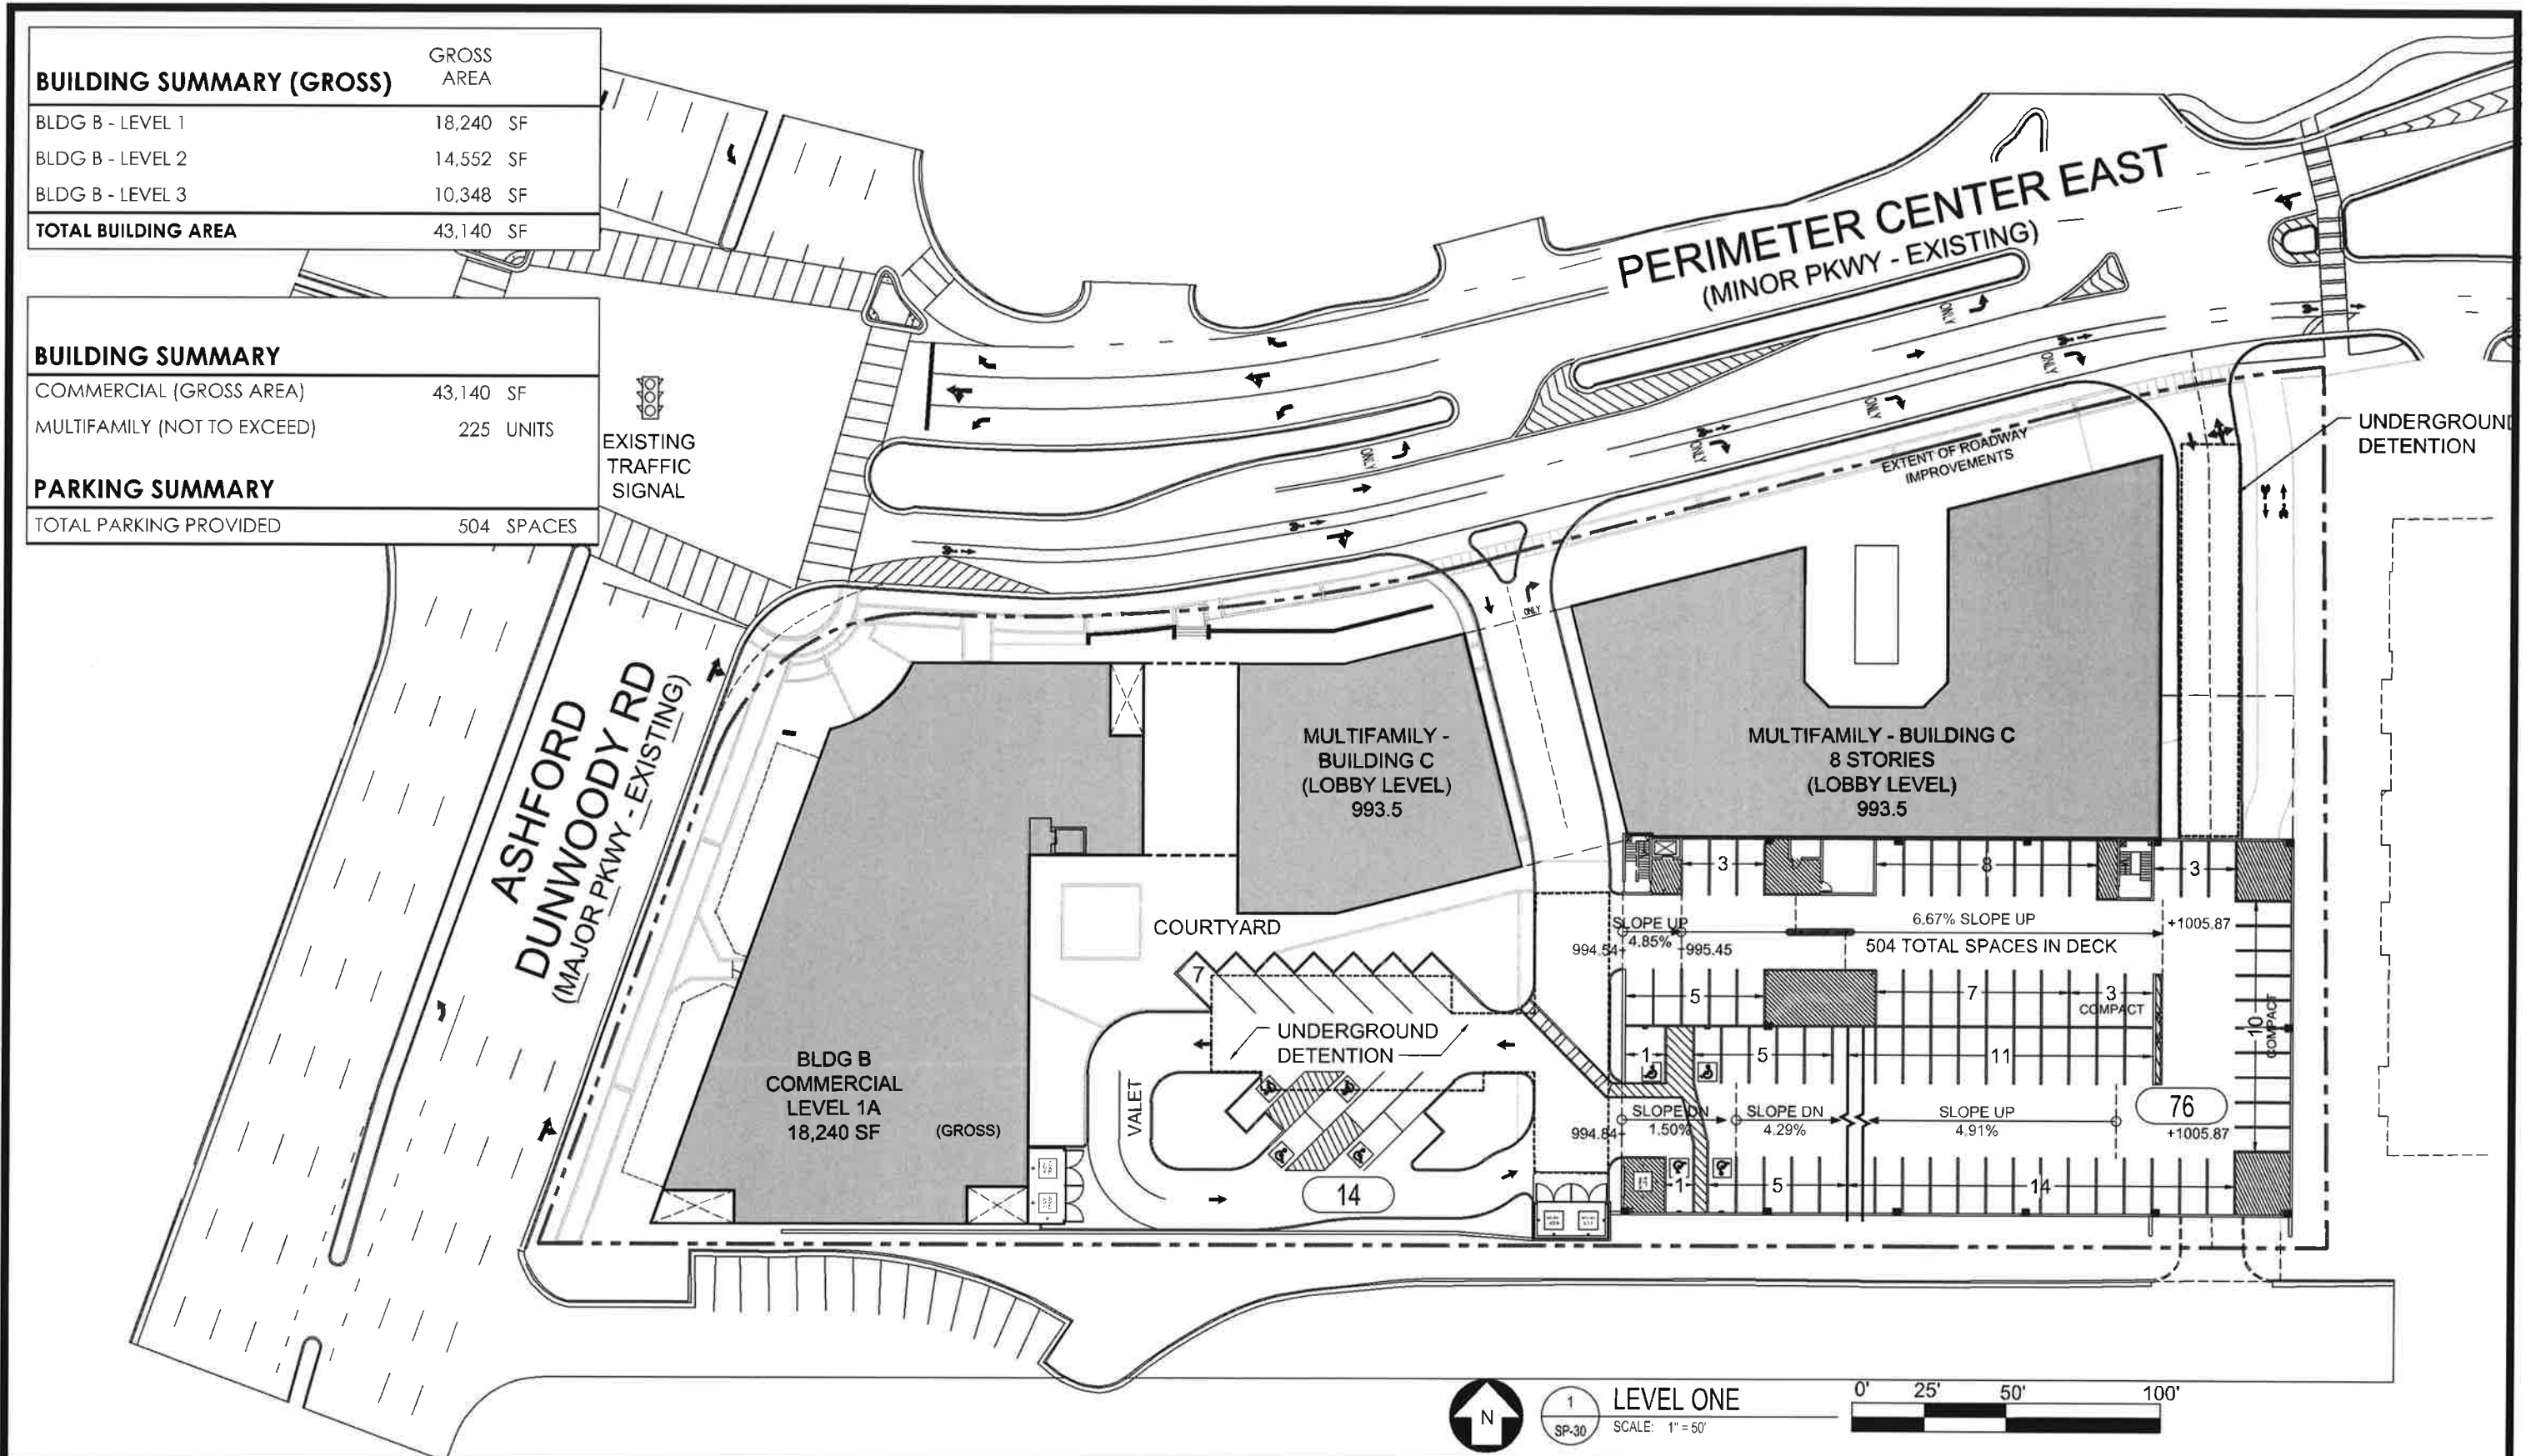 GROSS
BUILDING SUMMARY (GROSS) AREA
BLDG B - LEVEL 1 18,240 SF
BLDG B - LEVEL 2 14,552 SF
BLDG B - LEVEL 3 10,348 SF
TOTAL BUILDING AREA 43,140 SF
BUILDING SUMMARY
COMMERCIAL (GROSS AREA) 43,140 SF
MULTIFAMILY (NOT TO EXCEED) 225 UNITS
PARKING SUMMARY
TOTAL PARKING PROVIDED 504 SPACES
EXISTING
TRAFFIC
SIGNAL
PERIMETER CENTER EAST
(MINOR PKWY - EXISTING)
ONLY
ONLY
ONLY
ONLY
ONLY
ONLY
EXTENT OF ROADWAY
IMPROVEMENTS
UNDERGROUND
DETENTION
ASHFORD
DUNWOODY RD
(MAJOR PKWY - EXISTING)
MULTIFAMILY -
BUILDING C
(LOBBY LEVEL)
993.5
MULTIFAMILY - BUILDING C
8 STORIES
(LOBBY LEVEL)
993.5
COURTYARD
7
UNDERGROUND
DETENTION
VALET
14
BLDG B
COMMERCIAL
LEVEL 1A
18,240 SF (GROSS)
3
8
3
SLOPE UP
4.85%
994.54
995.45
6.67% SLOPE UP
+1005.87
504 TOTAL SPACES IN DECK
5
7
3
COMPACT
10
COMPACT
1
5
11
SLOPE DN
1.50%
994.84
SLOPE DN
4.29%
SLOPE UP
4.91%
76
+1005.87
1
5
14
N
1
SP-30
LEVEL ONE
SCALE: 1" = 50'
0' 25' 50' 100'